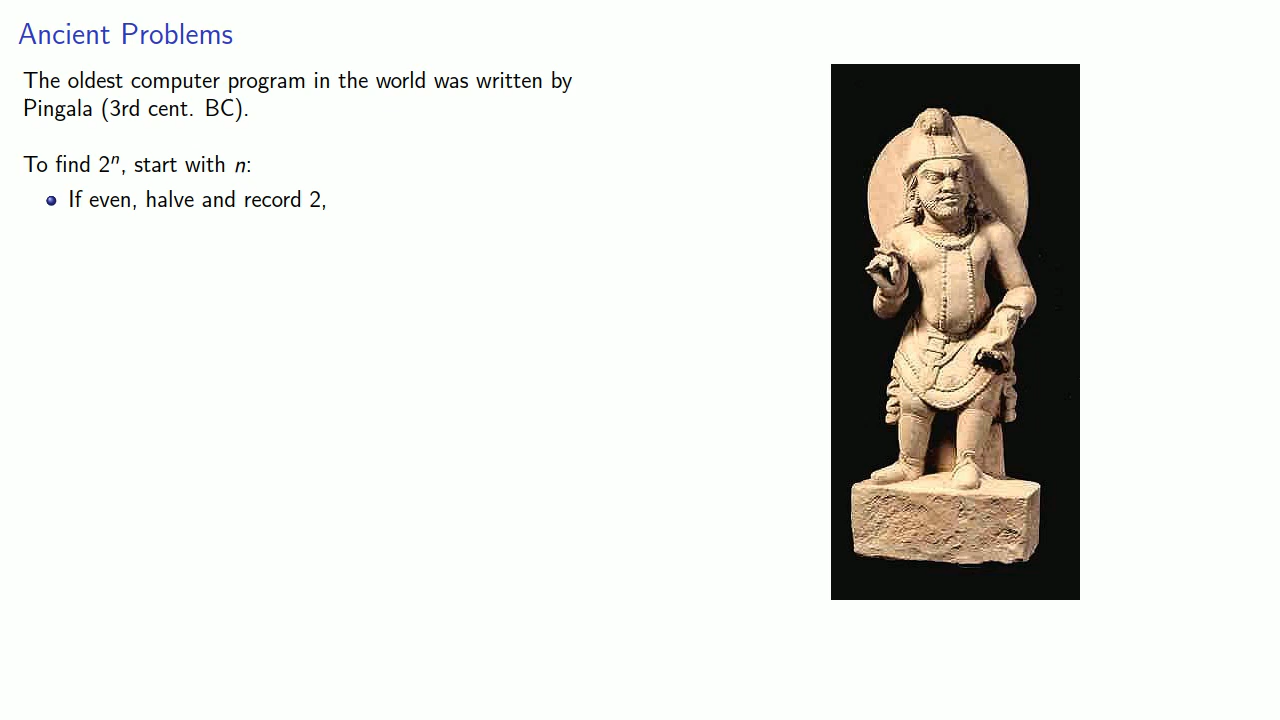 Ancient Problems
The oldest computer program in the world was written by
Pingala (3rd cent. BC).
To find 2ⁿ, start with n:
If even, halve and record 2,